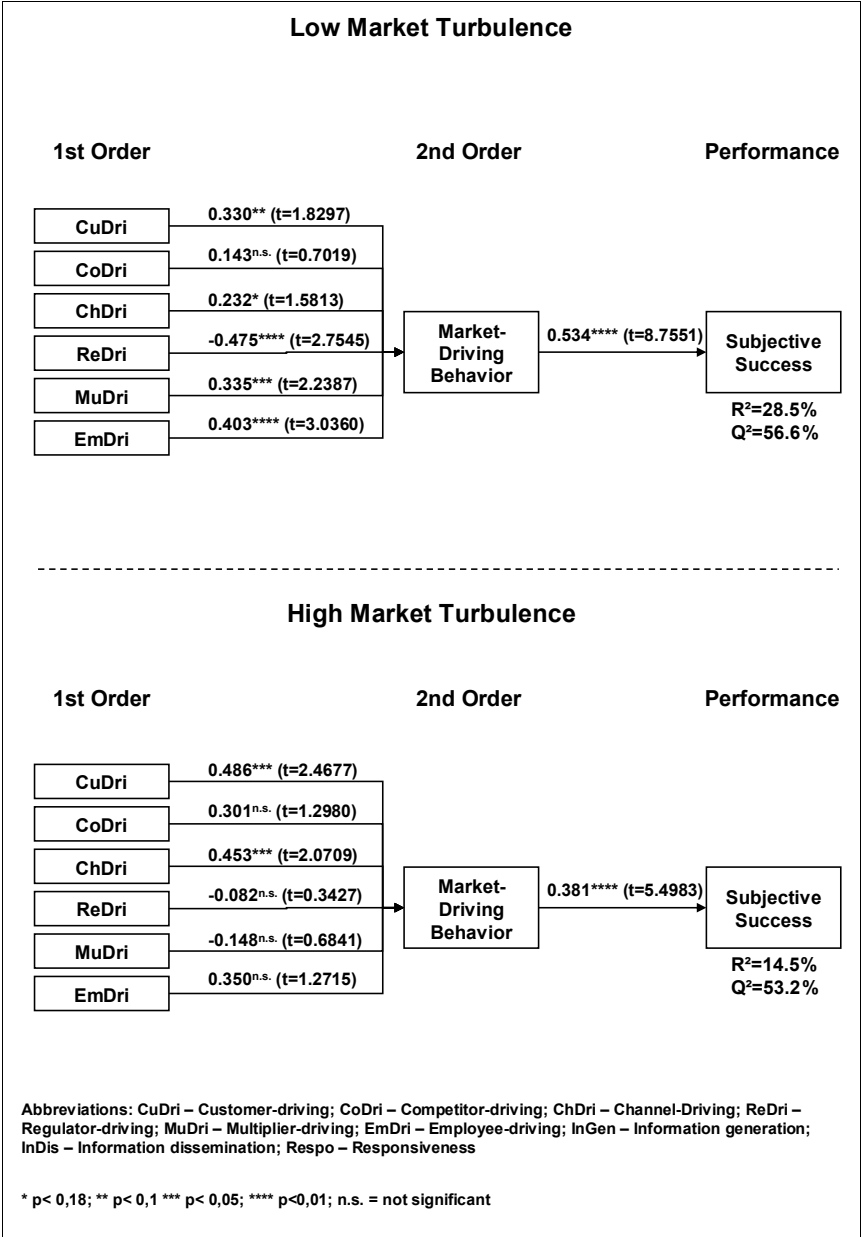 Low Market Turbulence
1st Order 2nd Order Performance
CuDri 0.330** (t=1.8297)
CoDri 0.143n.s. (t=0.7019)
ChDri 0.232* (t=1.5813)
ReDri -0.475**** (t=2.7545)
MuDri 0.335*** (t=2.2387)
EmDri 0.403**** (t=3.0360)
Market-
Driving
Behavior
0.534**** (t=8.7551)
Subjective
Success
R²=28.5%
Q²=56.6%
High Market Turbulence
1st Order 2nd Order Performance
CuDri 0.486*** (t=2.4677)
CoDri 0.301n.s. (t=1.2980)
ChDri 0.453*** (t=2.0709)
ReDri -0.082n.s. (t=0.3427)
MuDri -0.148n.s. (t=0.6841)
EmDri 0.350n.s. (t=1.2715)
Market-
Driving
Behavior
0.381**** (t=5.4983)
Subjective
Success
R²=14.5%
Q²=53.2%
Abbreviations: CuDri – Customer-driving; CoDri – Competitor-driving; ChDri – Channel-Driving; ReDri –
Regulator-driving; MuDri – Multiplier-driving; EmDri – Employee-driving; InGen – Information generation;
InDis – Information dissemination; Respo – Responsiveness
* p< 0,18; ** p< 0,1 *** p< 0,05; **** p<0,01; n.s. = not significant